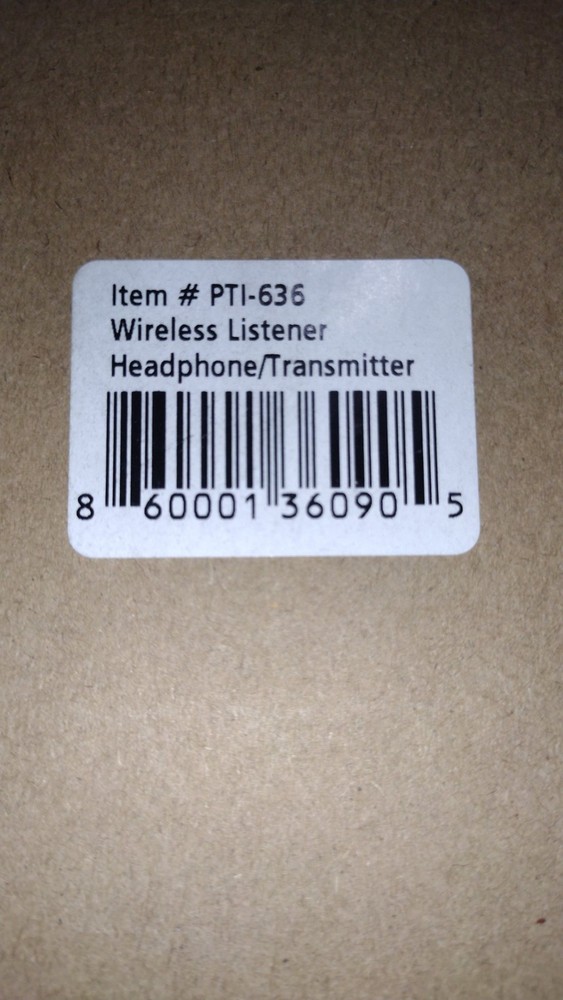 Item # PTI-636
Wireless Listener
Headphone/Transmitter
8 60001 36090 5